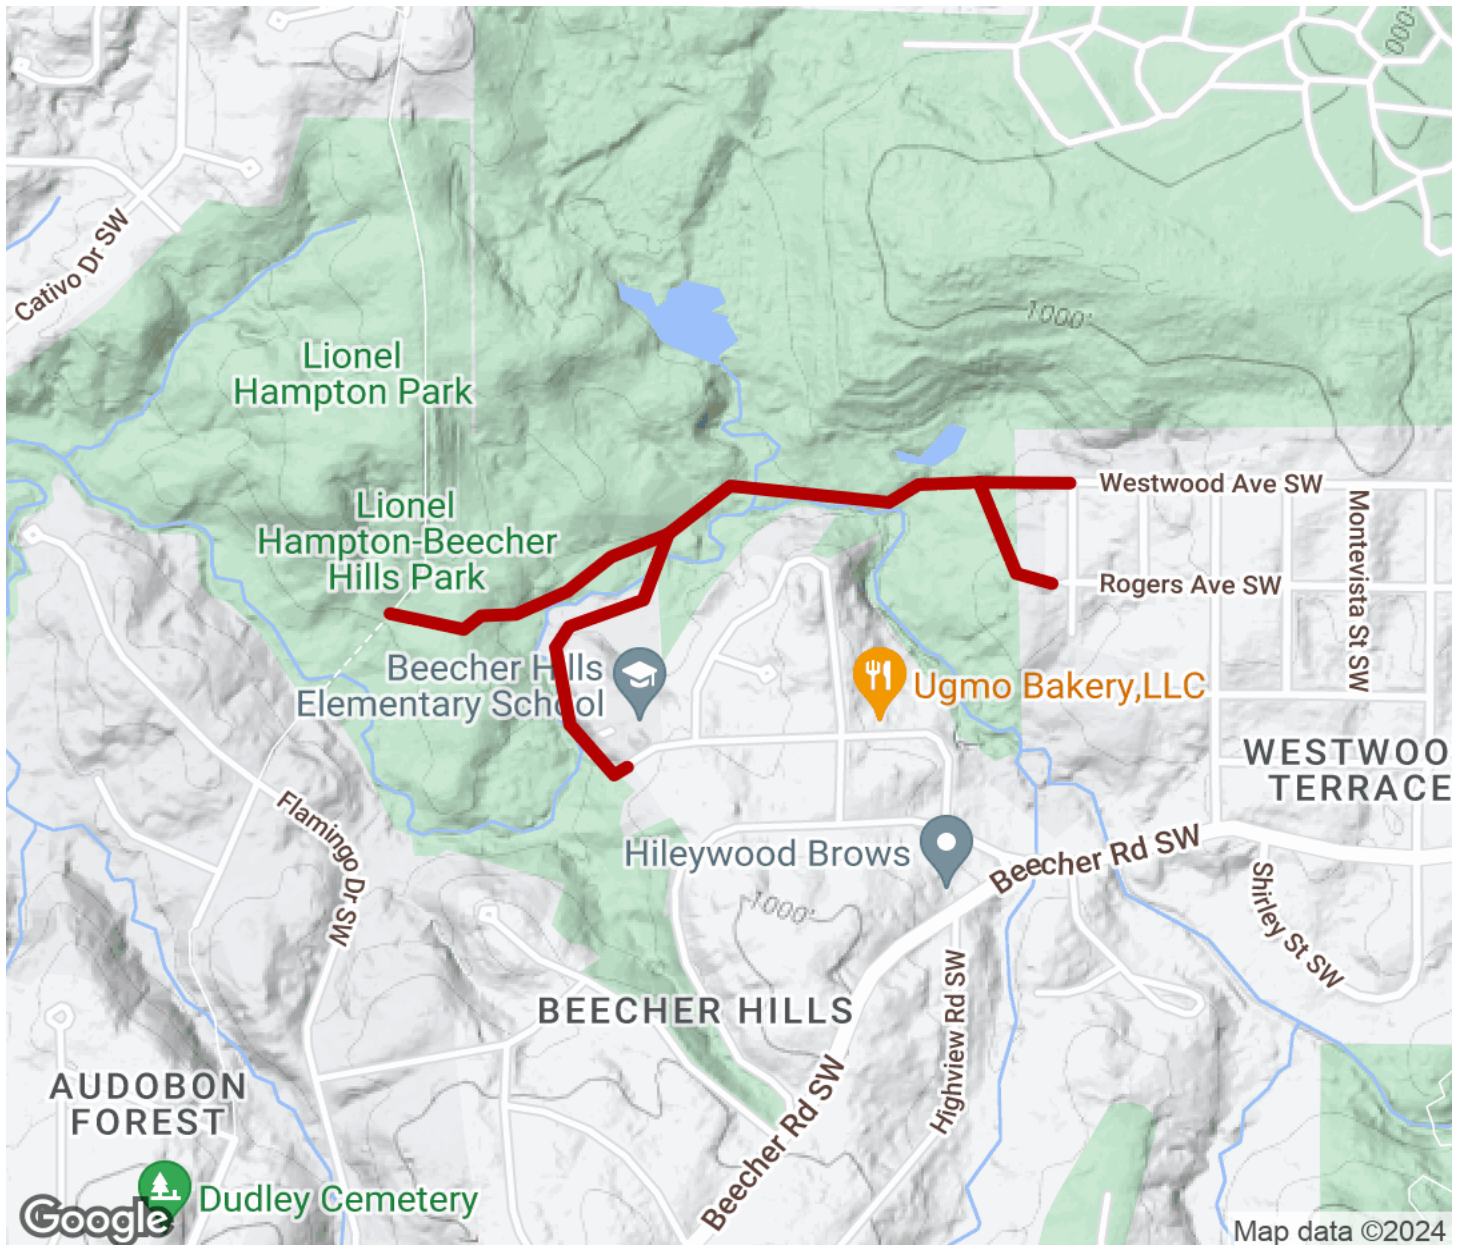 000'
Cativo Dr SW
1000'
Lionel
Hampton Park
Lionel
Hampton-Beecher
Hills Park
Westwood Ave SW
Montevista St SW
Rogers Ave SW
Beecher Hills
Elementary School
Ugmo Bakery,LLC
WESTWOO
TERRACE
Flamingo Dr SW
Hileywood Brows
Beecher Rd SW
Shirley St SW
1000'
Highview Rd SW
BEECHER HILLS
Beecher Rd SW
AUDOBON
FOREST
Dudley Cemetery
Google
Map data ©2024